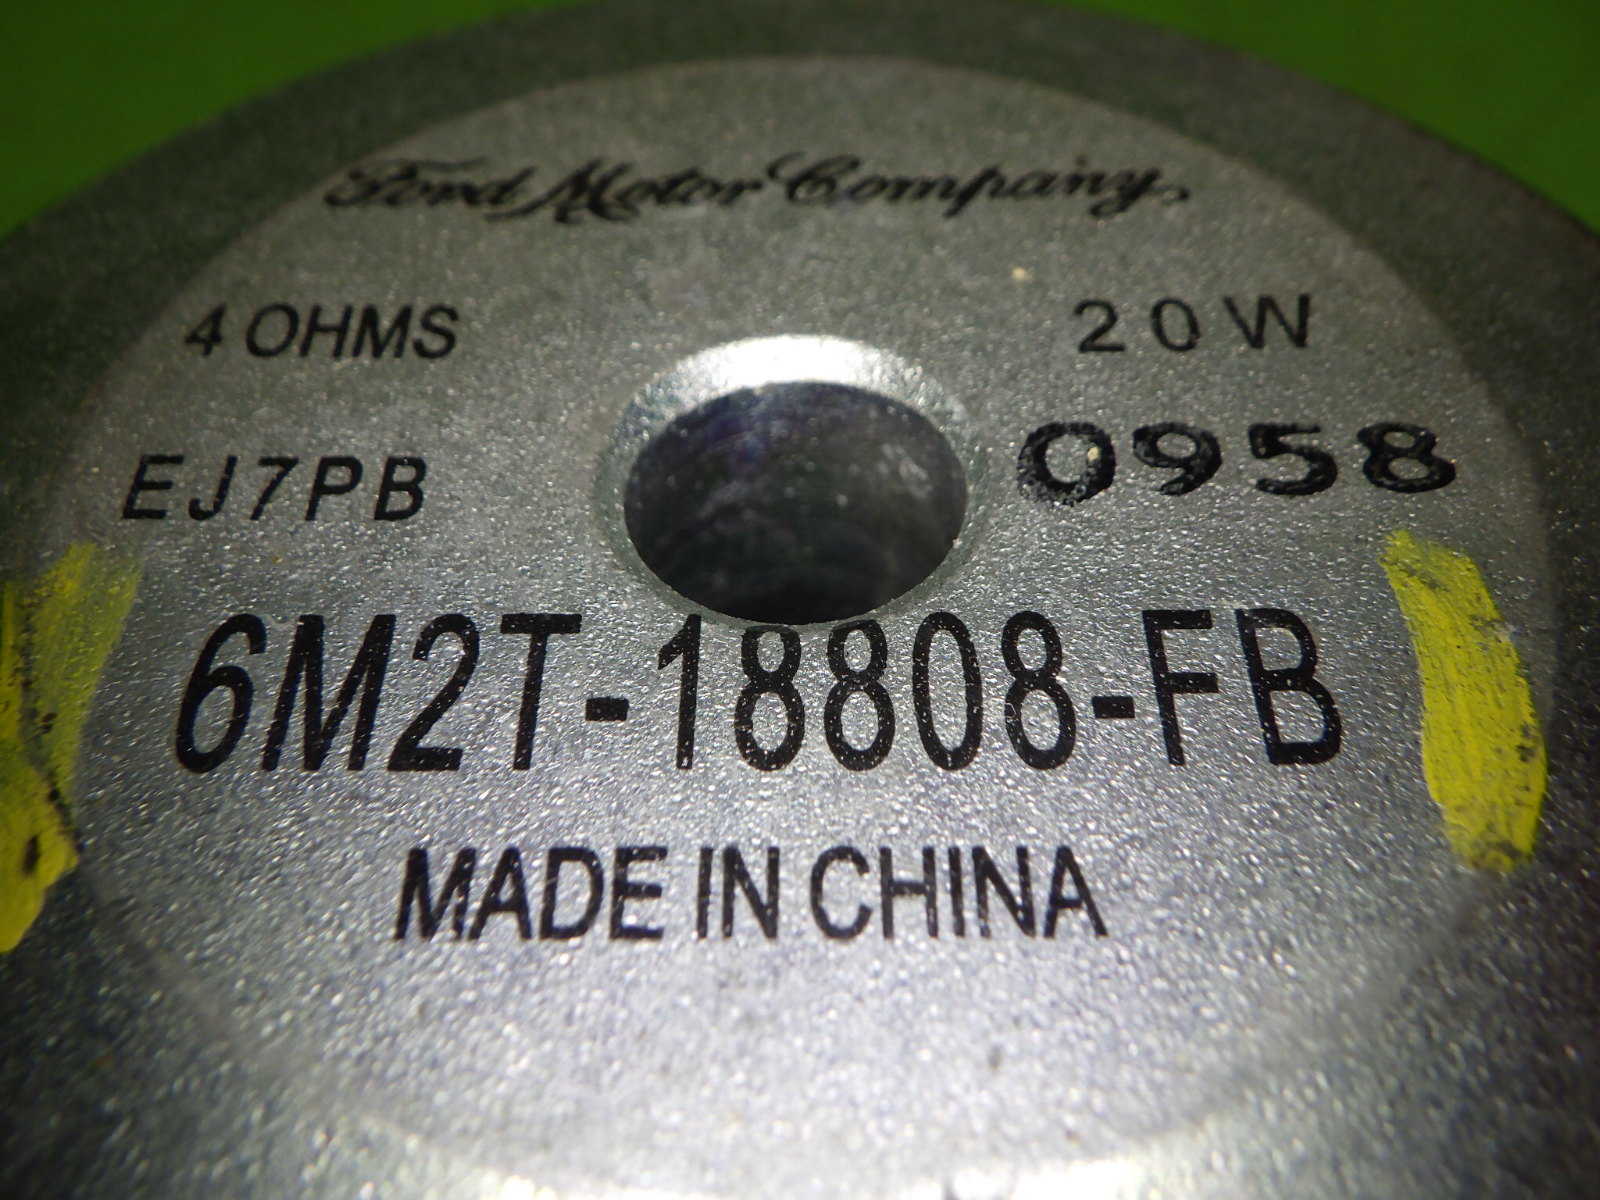 Ford Motor Company
4 OHMS 20W
EJ7PB 0958
6M2T-18808-FB
MADE IN CHINA